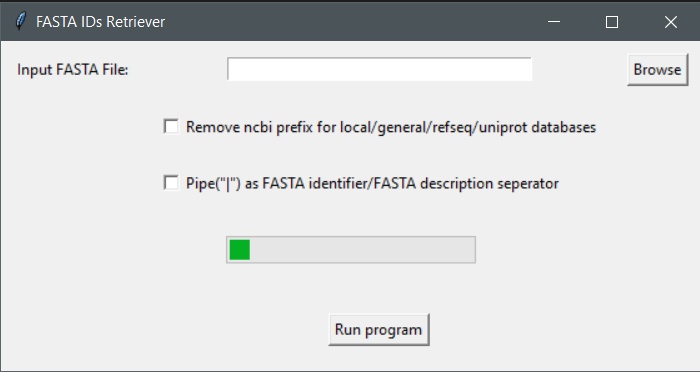 FASTA IDs Retriever
Input FASTA File:
Browse
Remove ncbi prefix for local/general/refseq/uniprot databases
Pipe("|") as FASTA identifier/FASTA description seperator
Run program